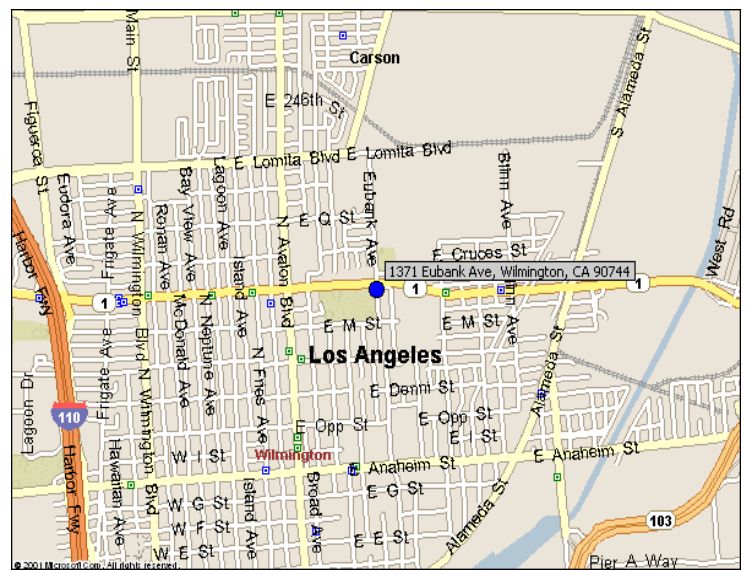 Main St
Carson
S Alameda St
E 246th St
Figueroa St
E Lomita Blvd E Lomita Blvd
Eudora Ave
Frigate Ave
N Wilmington Blvd
Ronan Ave
Bay View Ave
Lagoon Ave
Island Ave
N Avalon Blvd
Eubank Ave
Blinn Ave
West Rd
E Q St
E Cruces St
Harbor Fwy
1371 Eubank Ave, Wilmington, CA 90744
1
1
1
McDonald Ave
N Neptune Ave
E M St
E M St
Alameda St
Los Angeles
Frigate Ave
N Wilmington Blvd
N Fries Ave
Lagoon Dr
E Denni St
110
E Opp St
E Opp St
E I St
W I St
Wilmington
E Anaheim St
E Anaheim St
Harbor Fwy
Hawaiian Ave
Island Ave
Broad Ave
E G St
W G St
Alameda St
103
W F St
E E St
W E St
Pier A Way
© 2001 Microsoft Corp. All rights reserved.